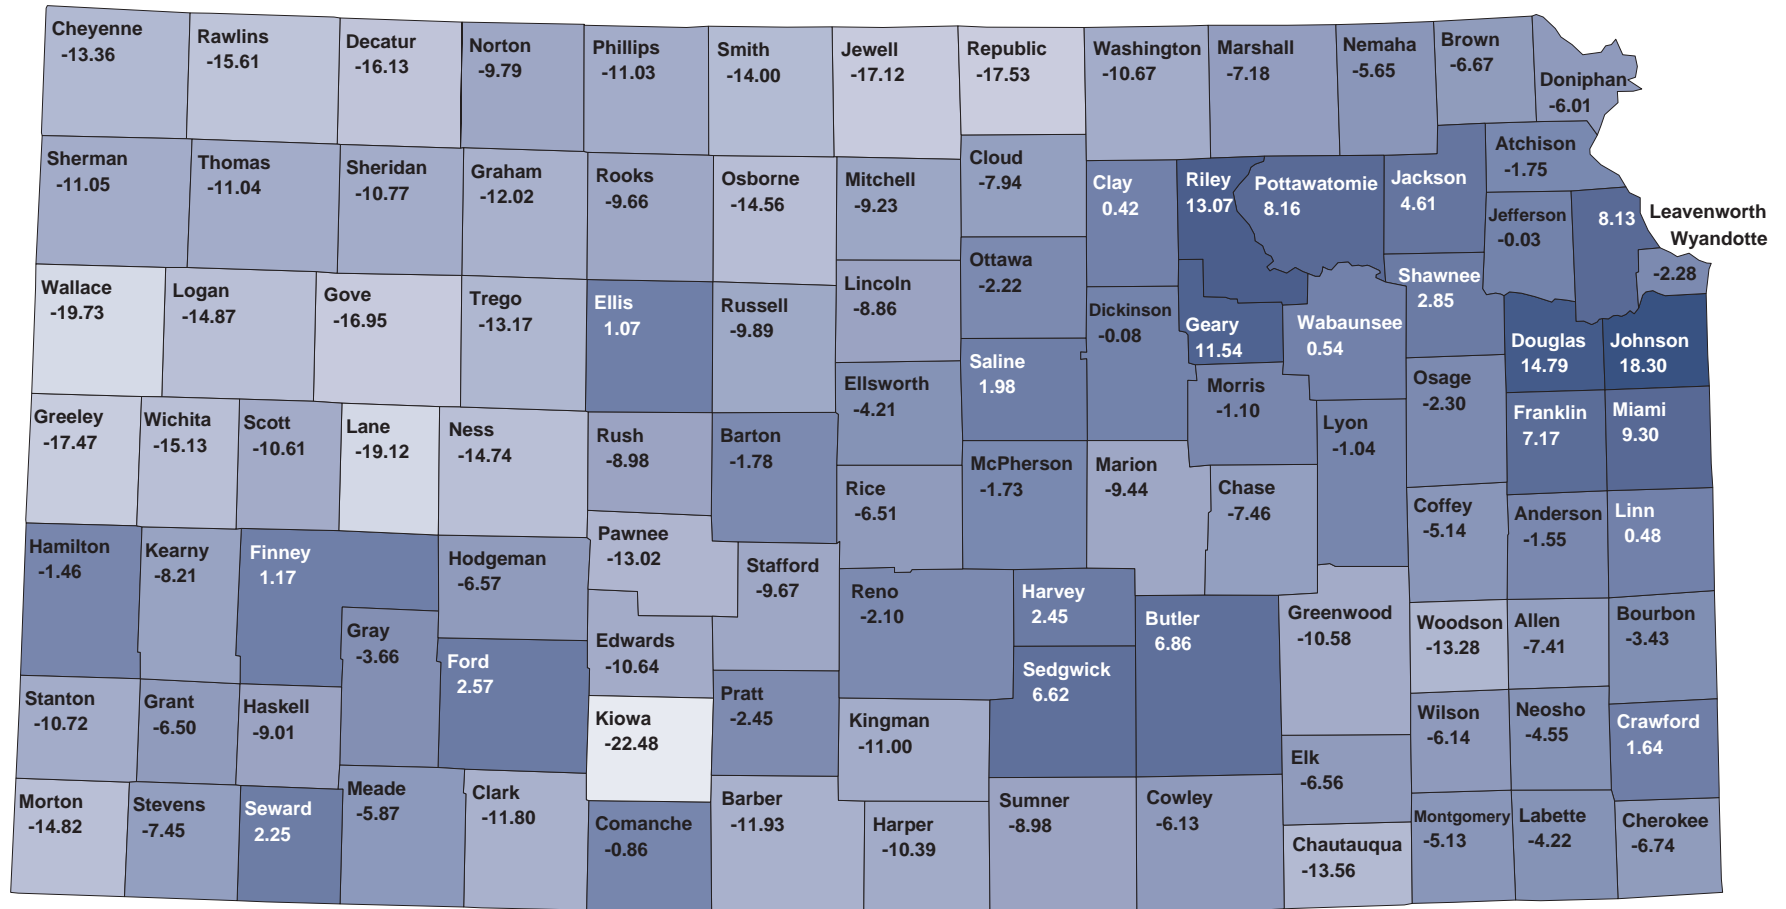 Cheyenne
-13.36
Rawlins
-15.61
Decatur
-16.13
Norton
-9.79
Phillips
-11.03
Smith
-14.00
Jewell
-17.12
Republic
-17.53
Washington
-10.67
Marshall
-7.18
Nemaha
-5.65
Brown
-6.67
Doniphan
-6.01
Sherman
-11.05
Thomas
-11.04
Sheridan
-10.77
Graham
-12.02
Rooks
-9.66
Osborne
-14.56
Mitchell
-9.23
Cloud
-7.94
Clay
0.42
Riley
13.07
Pottawatomie
8.16
Jackson
4.61
Atchison
-1.75
Jefferson
-0.03
8.13
Leavenworth
Wyandotte
-2.28
Wallace
-19.73
Logan
-14.87
Gove
-16.95
Trego
-13.17
Ellis
1.07
Russell
-9.89
Lincoln
-8.86
Ottawa
-2.22
Dickinson
-0.08
Geary
11.54
Wabaunsee
0.54
Shawnee
2.85
Douglas
14.79
Johnson
18.30
Greeley
-17.47
Wichita
-15.13
Scott
-10.61
Lane
-19.12
Ness
-14.74
Rush
-8.98
Barton
-1.78
Ellsworth
-4.21
Saline
1.98
Morris
-1.10
Lyon
-1.04
Osage
-2.30
Franklin
7.17
Miami
9.30
Rice
-6.51
McPherson
-1.73
Marion
-9.44
Chase
-7.46
Coffey
-5.14
Anderson
-1.55
Linn
0.48
Hamilton
-1.46
Kearny
-8.21
Finney
1.17
Hodgeman
-6.57
Pawnee
-13.02
Stafford
-9.67
Reno
-2.10
Harvey
2.45
Butler
6.86
Greenwood
-10.58
Woodson
-13.28
Allen
-7.41
Bourbon
-3.43
Gray
-3.66
Ford
2.57
Edwards
-10.64
Sedgwick
6.62
Stanton
-10.72
Grant
-6.50
Haskell
-9.01
Kiowa
-22.48
Pratt
-2.45
Kingman
-11.00
Elk
-6.56
Wilson
-6.14
Neosho
-4.55
Crawford
1.64
Morton
-14.82
Stevens
-7.45
Seward
2.25
Meade
-5.87
Clark
-11.80
Comanche
-0.86
Barber
-11.93
Harper
-10.39
Sumner
-8.98
Cowley
-6.13
Chautauqua
-13.56
Montgomery
-5.13
Labette
-4.22
Cherokee
-6.74